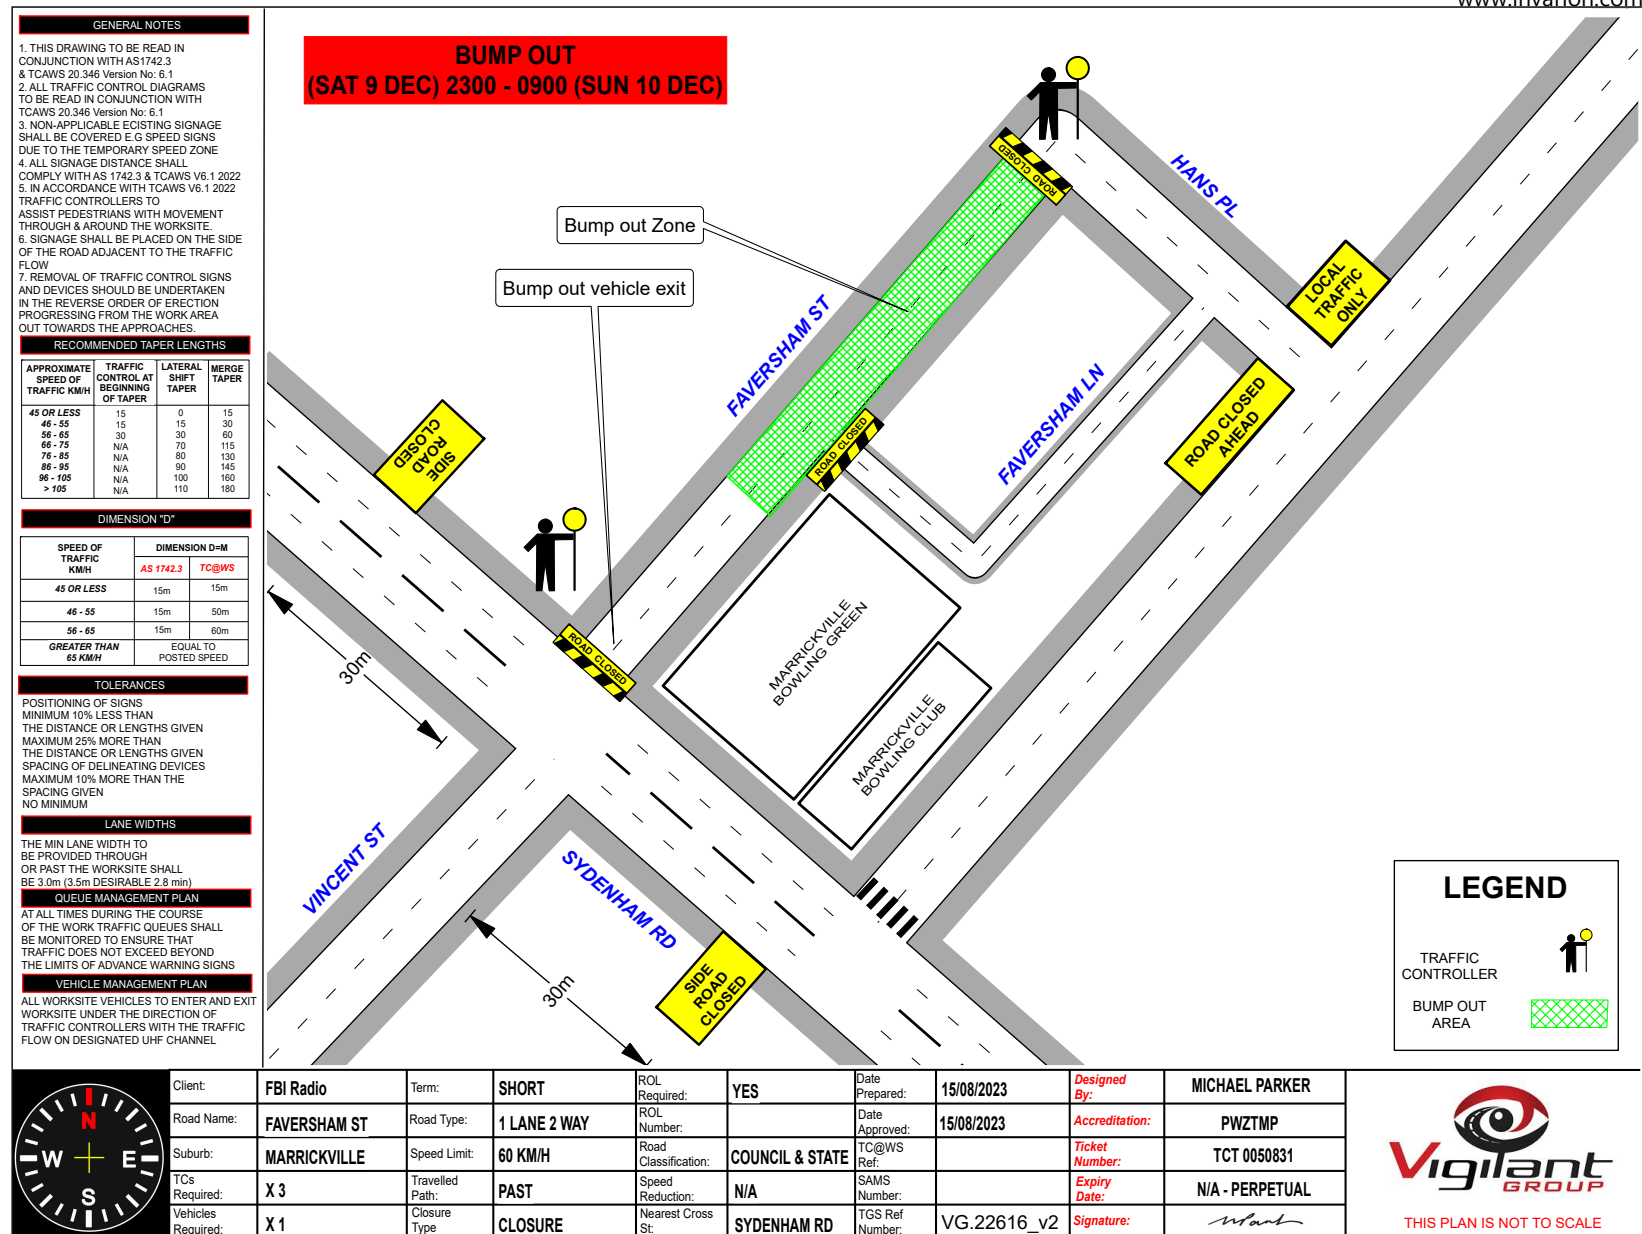 www.invarion.com
GENERAL NOTES
1. THIS DRAWING TO BE READ IN
CONJUNCTION WITH AS1742.3
& TCAWS 20.346 Version No: 6.1
2. ALL TRAFFIC CONTROL DIAGRAMS
TO BE READ IN CONJUNCTION WITH
TCAWS 20.346 Version No: 6.1
3. NON-APPLICABLE ECISTING SIGNAGE
SHALL BE COVERED E.G SPEED SIGNS
DUE TO THE TEMPORARY SPEED ZONE
4. ALL SIGNAGE DISTANCE SHALL
COMPLY WITH AS 1742.3 & TCAWS V6.1 2022
5. IN ACCORDANCE WITH TCAWS V6.1 2022
TRAFFIC CONTROLLERS TO
ASSIST PEDESTRIANS WITH MOVEMENT
THROUGH & AROUND THE WORKSITE.
6. SIGNAGE SHALL BE PLACED ON THE SIDE
OF THE ROAD ADJACENT TO THE TRAFFIC
FLOW
7. REMOVAL OF TRAFFIC CONTROL SIGNS
AND DEVICES SHOULD BE UNDERTAKEN
IN THE REVERSE ORDER OF ERECTION
PROGRESSING FROM THE WORK AREA
OUT TOWARDS THE APPROACHES.
RECOMMENDED TAPER LENGTHS
APPROXIMATE SPEED OF TRAFFIC KM/H TRAFFIC CONTROL AT BEGINNING OF TAPER LATERAL SHIFT TAPER MERGE TAPER
45 OR LESS 15 0 15
46 - 55 15 15 30
56 - 65 30 30 60
66 - 75 N/A 70 115
76 - 85 N/A 80 130
86 - 95 N/A 90 145
96 - 105 N/A 100 160
> 105 N/A 110 180
DIMENSION "D"
SPEED OF TRAFFIC KM/H DIMENSION D=M
AS 1742.3 TC@WS
45 OR LESS 15m 15m
46 - 55 15m 50m
56 - 65 15m 60m
GREATER THAN 65 KM/H EQUAL TO POSTED SPEED
TOLERANCES
POSITIONING OF SIGNS
MINIMUM 10% LESS THAN
THE DISTANCE OR LENGTHS GIVEN
MAXIMUM 25% MORE THAN
THE DISTANCE OR LENGTHS GIVEN
SPACING OF DELINEATING DEVICES
MAXIMUM 10% MORE THAN THE
SPACING GIVEN
NO MINIMUM
LANE WIDTHS
THE MIN LANE WIDTH TO
BE PROVIDED THROUGH
OR PAST THE WORKSITE SHALL
BE 3.0m (3.5m DESIRABLE 2.8 min)
QUEUE MANAGEMENT PLAN
AT ALL TIMES DURING THE COURSE
OF THE WORK TRAFFIC QUEUES SHALL
BE MONITORED TO ENSURE THAT
TRAFFIC DOES NOT EXCEED BEYOND
THE LIMITS OF ADVANCE WARNING SIGNS
VEHICLE MANAGEMENT PLAN
ALL WORKSITE VEHICLES TO ENTER AND EXIT
WORKSITE UNDER THE DIRECTION OF
TRAFFIC CONTROLLERS WITH THE TRAFFIC
FLOW ON DESIGNATED UHF CHANNEL
BUMP OUT
(SAT 9 DEC) 2300 - 0900 (SUN 10 DEC)
ROAD CLOSED
HANS PL
Bump out Zone
Bump out vehicle exit
LOCAL
TRAFFIC
ONLY
FAVERSHAM ST
FAVERSHAM LN
ROAD CLOSED
AHEAD
SIDE
ROAD
CLOSED
ROAD CLOSED
ROAD CLOSED
MARRICKVILLE
BOWLING GREEN
MARRICKVILLE
BOWLING CLUB
30m
VINCENT ST
SYDENHAM RD
30m
SIDE
ROAD
CLOSED
LEGEND
TRAFFIC
CONTROLLER
BUMP OUT
AREA
N
W
E
S
Client: FBI Radio Term: SHORT ROL Required: YES Date Prepared: 15/08/2023 Designed By: MICHAEL PARKER
Road Name: FAVERSHAM ST Road Type: 1 LANE 2 WAY ROL Number: Date Approved: 15/08/2023 Accreditation: PWZTMP
Suburb: MARRICKVILLE Speed Limit: 60 KM/H Road Classification: COUNCIL & STATE TC@WS Ref: Ticket Number: TCT 0050831
TCs Required: X 3 Travelled Path: PAST Speed Reduction: N/A SAMS Number: Expiry Date: N/A - PERPETUAL
Vehicles Required: X 1 Closure Type CLOSURE Nearest Cross St: SYDENHAM RD TGS Ref Number: VG.22616_v2 Signature:
Vigilant
GROUP
THIS PLAN IS NOT TO SCALE